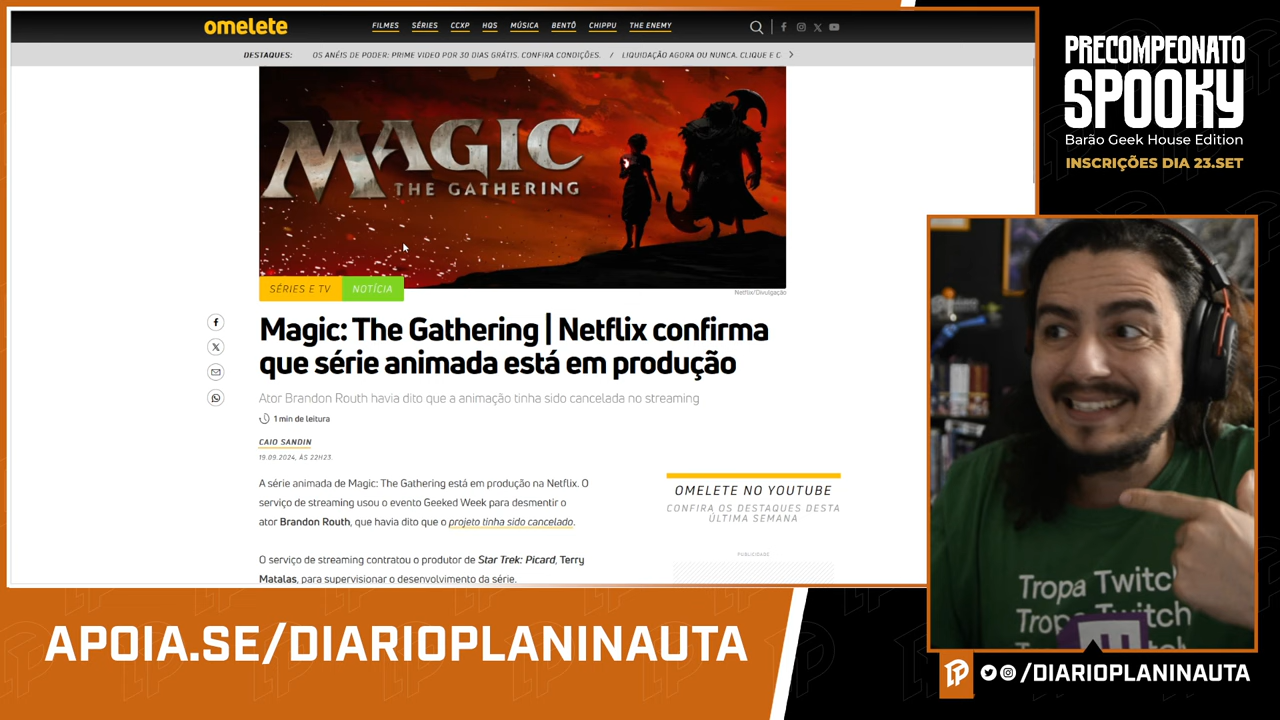 omelete
FILMES SÉRIES CCXP HQS MÚSICA BENTÔ CHIPPU THE ENEMY
DESTAQUES: OS ANÉIS DE PODER: PRIME VIDEO POR 30 DIAS GRÁTIS. CONFIRA CONDIÇÕES. / LIQUIDAÇÃO AGORA OU NUNCA. CLIQUE E C
MAGIC
THE GATHERING
SÉRIES E TV NOTÍCIA
Netflix/Divulgação
Magic: The Gathering | Netflix confirma
que série animada está em produção
Ator Brandon Routh havia dito que a animação tinha sido cancelada no streaming
1 min de leitura
CAIO SANDIN
19.09.2024, ÀS 22H23.
A série animada de Magic: The Gathering está em produção na Netflix. O
serviço de streaming usou o evento Geeked Week para desmentir o
ator Brandon Routh, que havia dito que o projeto tinha sido cancelado.
O serviço de streaming contratou o produtor de Star Trek: Picard, Terry
Matalas, para supervisionar o desenvolvimento da série.
OMELETE NO YOUTUBE
CONFIRA OS DESTAQUES DESTA
ÚLTIMA SEMANA
PUBLICIDADE
PRECOMPEONATO
SPOOKY
Barão Geek House Edition
INSCRIÇÕES DIA 23.SET
Tropa Twitch
Tropa Twitch
APOIA.SE/DIARIOPLANINAUTA
/DIARIOPLANINAUTA